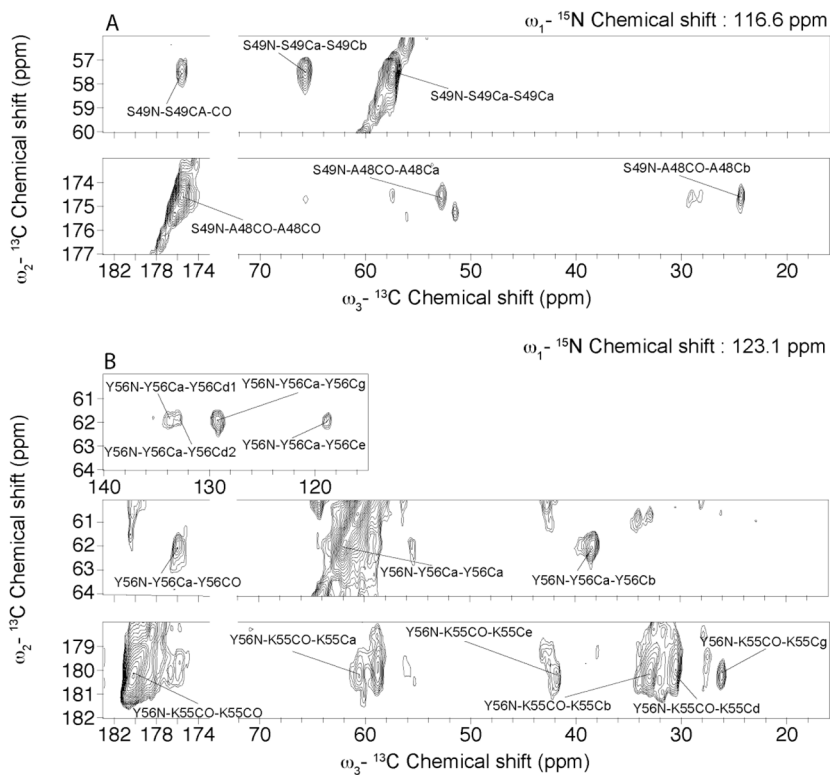 A
ω1- 15N Chemical shift : 116.6 ppm
ω2- 13C Chemical shift (ppm)
57
58
59
60
S49N-S49CA-CO
S49N-S49Ca-S49Cb
S49N-S49Ca-S49Ca
174
175
176
177
S49N-A48CO-A48CO
S49N-A48CO-A48Ca
S49N-A48CO-A48Cb
182 178 174 70 60 50 40 30 20
ω3- 13C Chemical shift (ppm)
B
ω1- 15N Chemical shift : 123.1 ppm
ω2- 13C Chemical shift (ppm)
61
62
63
64
Y56N-Y56Ca-Y56Cd1
Y56N-Y56Ca-Y56Cg
Y56N-Y56Ca-Y56Cd2
Y56N-Y56Ca-Y56Ce
140 130 120
61
62
63
64
Y56N-Y56Ca-Y56CO
Y56N-Y56Ca-Y56Ca
Y56N-Y56Ca-Y56Cb
179
180
181
182
Y56N-K55CO-K55CO
Y56N-K55CO-K55Ca
Y56N-K55CO-K55Ce
Y56N-K55CO-K55Cb
Y56N-K55CO-K55Cd
Y56N-K55CO-K55Cg
182 178 174 70 60 50 40 30 20
ω3- 13C Chemical shift (ppm)